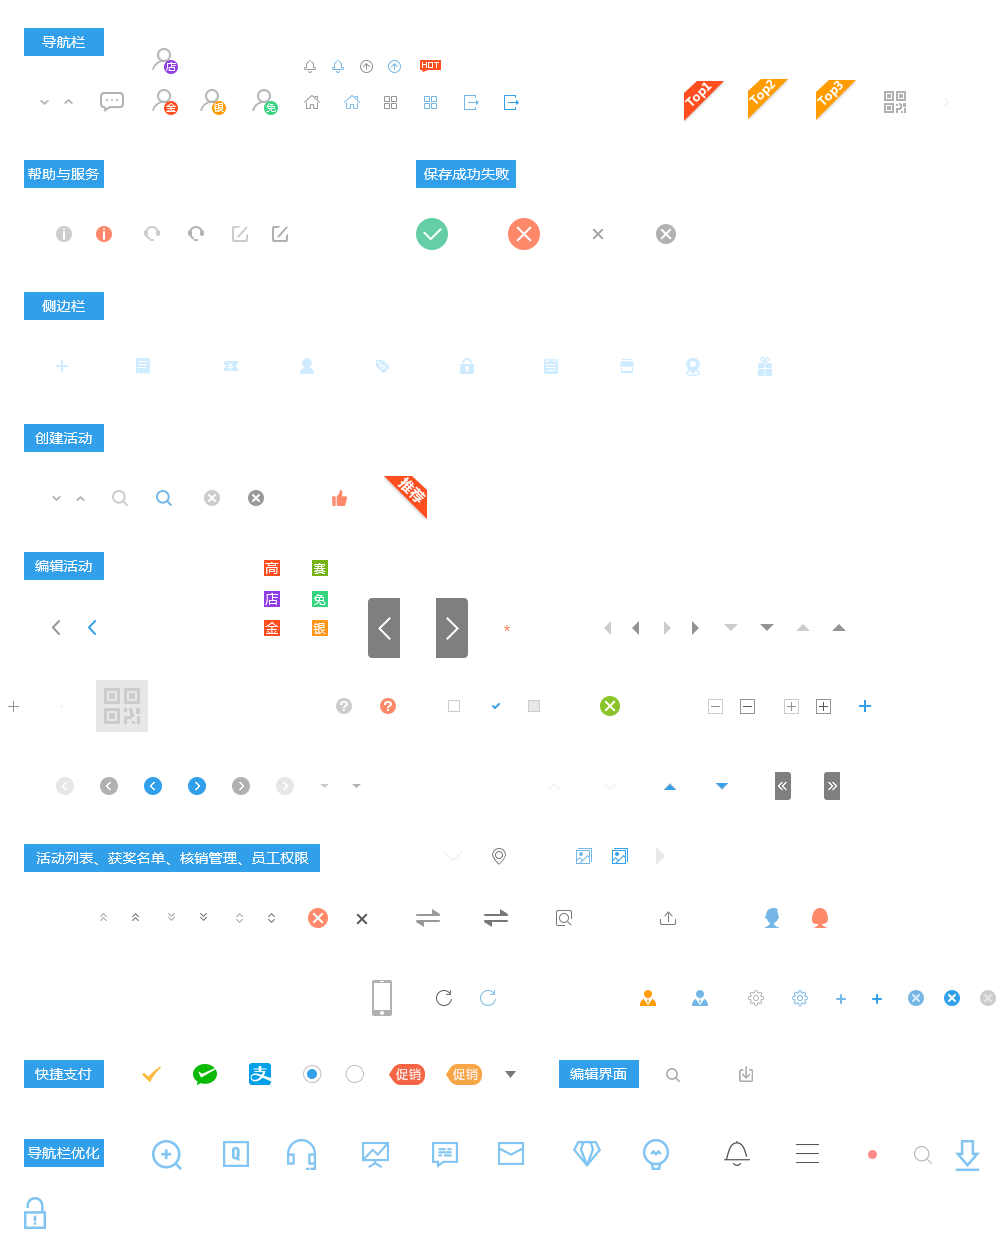 导航栏
店
HOT
金
银
免
Top1
Top2
Top3
帮助与服务
保存成功失败
侧边栏
创建活动
推荐
编辑活动
高
赛
店
免
金
银
*
活动列表、获奖名单、核销管理、员工权限
快捷支付
支
促销
促销
编辑界面
导航栏优化